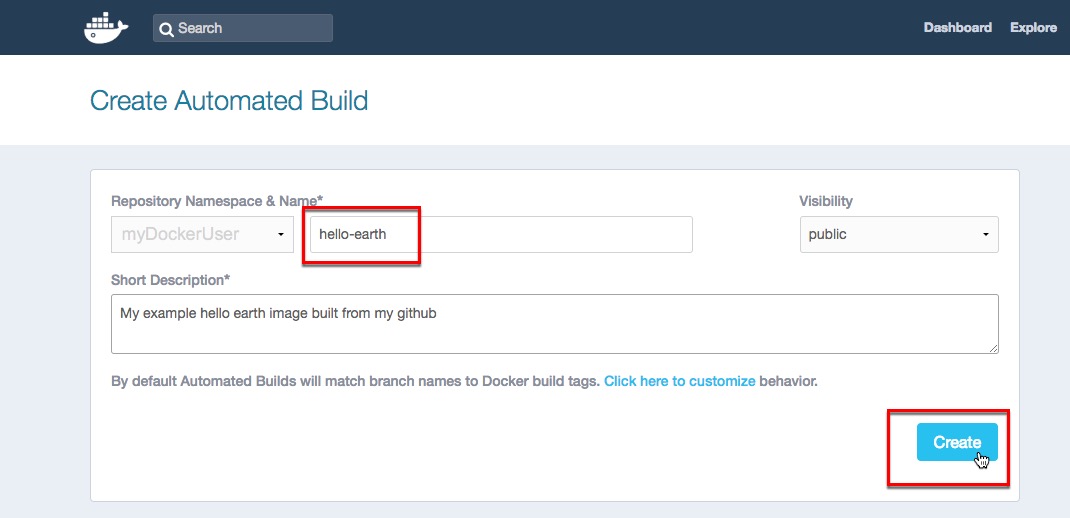 Search
Dashboard Explore
Create Automated Build
Repository Namespace & Name* Visibility
myDockerUser hello-earth public
Short Description*
My example hello earth image built from my github
By default Automated Builds will match branch names to Docker build tags. Click here to customize behavior.
Create